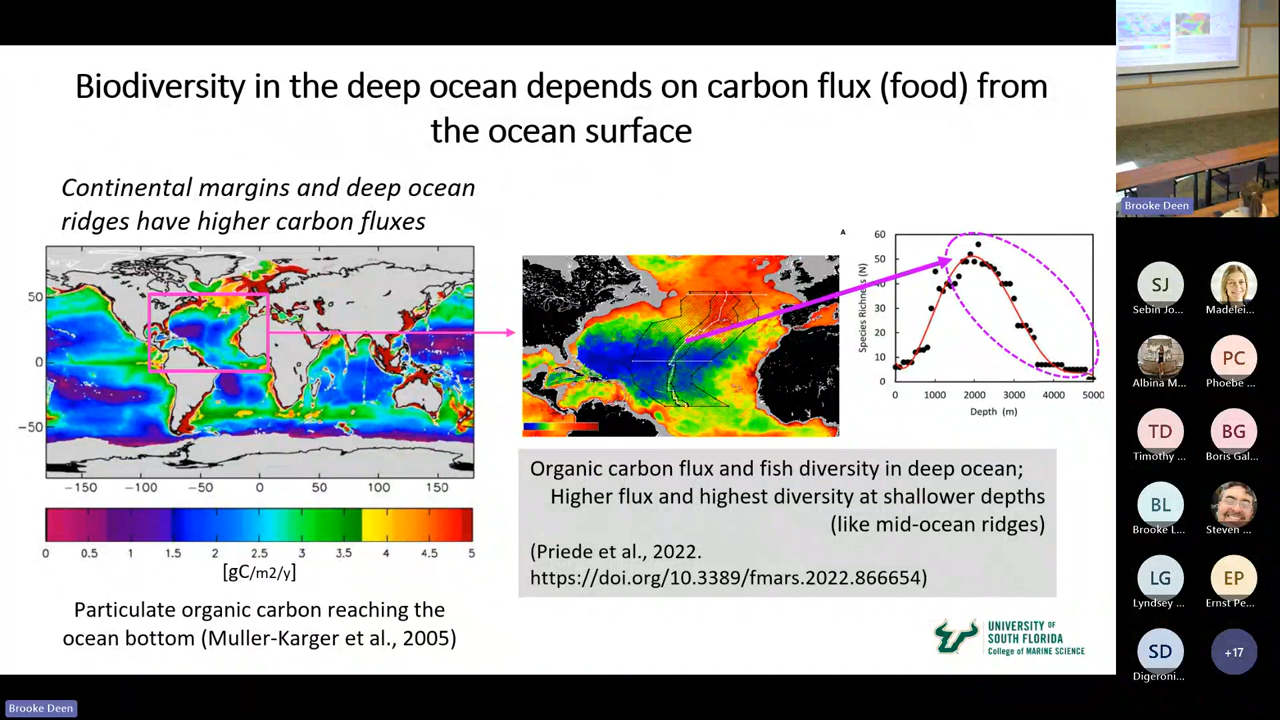 Biodiversity in the deep ocean depends on carbon flux (food) from
the ocean surface
Continental margins and deep ocean
ridges have higher carbon fluxes
50
0
−50
−150
−100
−50
0
50
100
150
0
0.5
1
1.5
2
2.5
3
3.5
4
4.5
5
[gC/m2/y]
Particulate organic carbon reaching the
ocean bottom (Muller-Karger et al., 2005)
A
60
50
40
30
20
10
0
Species Richness (N)
0
1000
2000
3000
4000
5000
Depth (m)
Organic carbon flux and fish diversity in deep ocean;
Higher flux and highest diversity at shallower depths
(like mid-ocean ridges)
(Priede et al., 2022.
https://doi.org/10.3389/fmars.2022.866654)
UNIVERSITY OF
SOUTH FLORIDA
College of MARINE SCIENCE
Brooke Deen
SJ
Sebin Jo...
Madelei...
Albina M...
PC
Phoebe ...
TD
Timothy ...
BG
Boris Gal...
BL
Brooke L...
Steven ...
LG
Lyndsey ...
EP
Ernst Pe...
SD
Digeroni...
+17
Brooke Deen